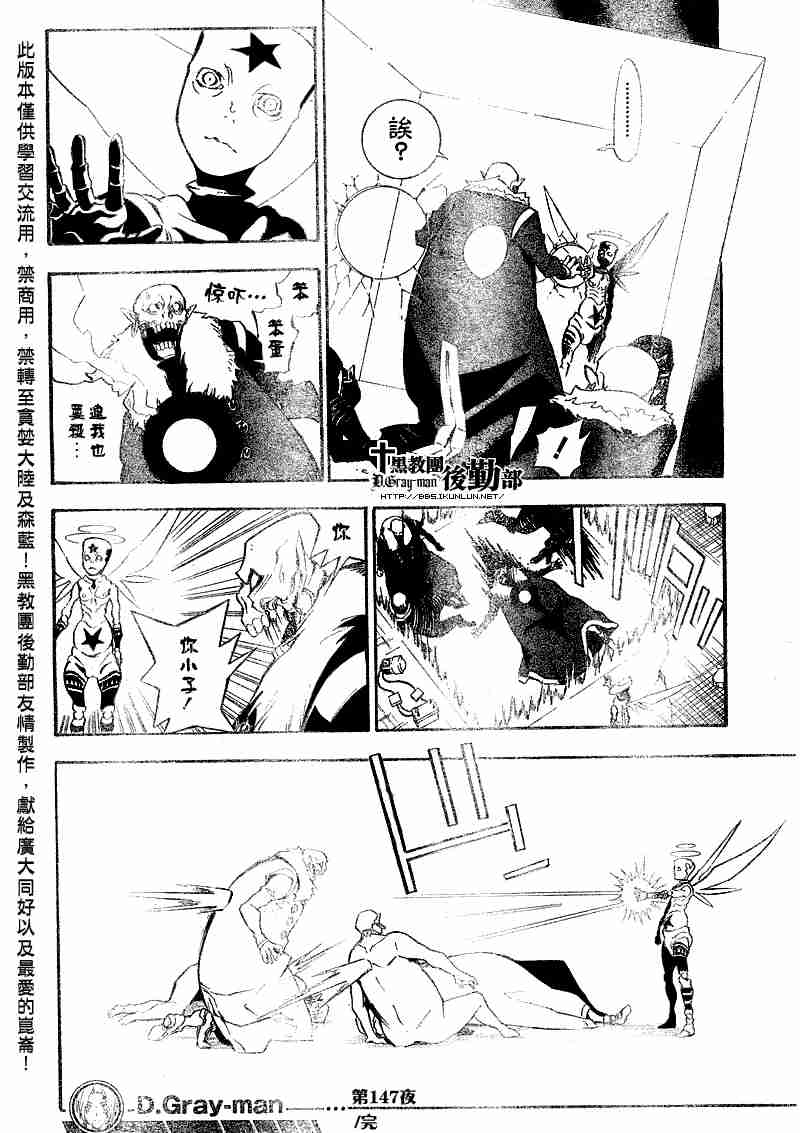 …………
誒?
!
笨
笨蛋
惊吓…
連我也
要殺…
你
你小子!
黑教團
D.Gray-man
後勤部
HTTP://BBS.IKUNLUN.NET/
此版本僅供學習交流用,禁商用,禁轉至貪婪大陸及森藍!黑教團後勤部友情製作,獻給廣大同好以及最愛的崑崙!
D.Gray-man
第147夜
…/完